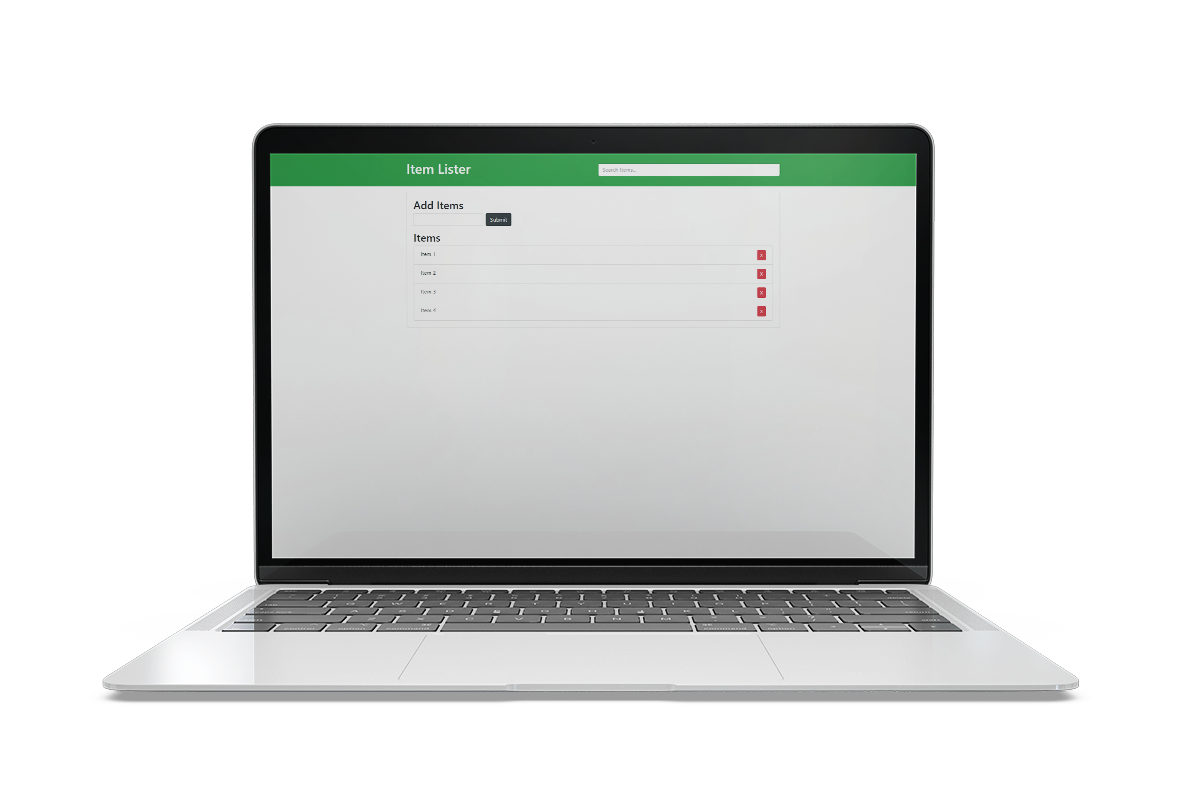 Item Lister
Search Items...
Add Items
Submit
Items
Item 1
X
Item 2
X
Item 3
X
Item 4
X